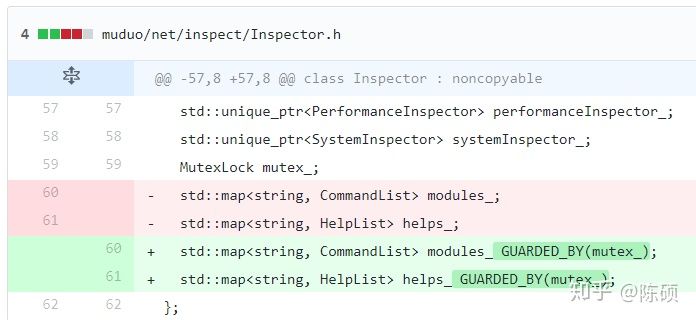 4 muduo/net/inspect/Inspector.h
@@ -57,8 +57,8 @@ class Inspector : noncopyable
57 57 std::unique_ptr<PerformanceInspector> performanceInspector_;
58 58 std::unique_ptr<SystemInspector> systemInspector_;
59 59 MutexLock mutex_;
60 - std::map<string, CommandList> modules_;
61 - std::map<string, HelpList> helps_;
60 + std::map<string, CommandList> modules_ GUARDED_BY(mutex_);
61 + std::map<string, HelpList> helps_ GUARDED_BY(mutex_);
62 62 };
知乎 @陈硕